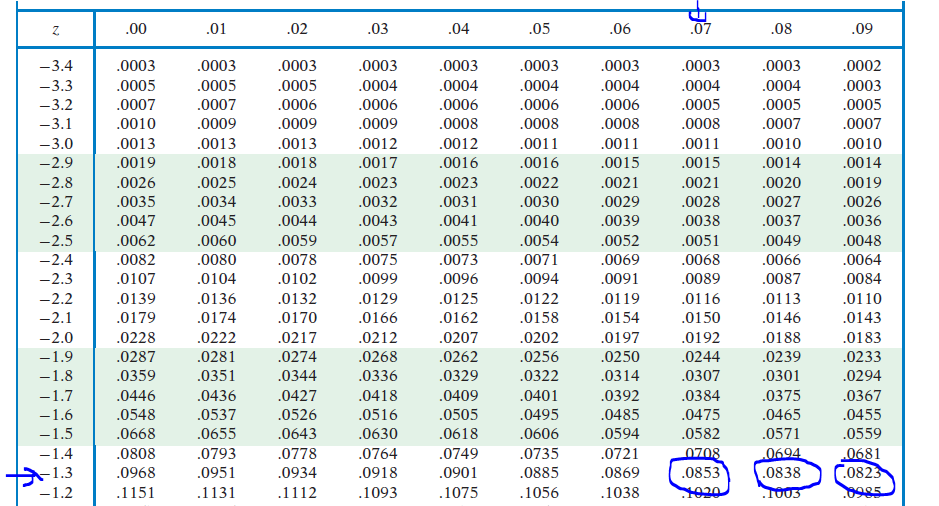 z .00 .01 .02 .03 .04 .05 .06 .07 .08 .09
−3.4 .0003 .0003 .0003 .0003 .0003 .0003 .0003 .0003 .0003 .0002
−3.3 .0005 .0005 .0005 .0004 .0004 .0004 .0004 .0004 .0004 .0003
−3.2 .0007 .0007 .0006 .0006 .0006 .0006 .0006 .0005 .0005 .0005
−3.1 .0010 .0009 .0009 .0009 .0008 .0008 .0008 .0008 .0007 .0007
−3.0 .0013 .0013 .0013 .0012 .0012 .0011 .0011 .0011 .0010 .0010
−2.9 .0019 .0018 .0018 .0017 .0016 .0016 .0015 .0015 .0014 .0014
−2.8 .0026 .0025 .0024 .0023 .0023 .0022 .0021 .0021 .0020 .0019
−2.7 .0035 .0034 .0033 .0032 .0031 .0030 .0029 .0028 .0027 .0026
−2.6 .0047 .0045 .0044 .0043 .0041 .0040 .0039 .0038 .0037 .0036
−2.5 .0062 .0060 .0059 .0057 .0055 .0054 .0052 .0051 .0049 .0048
−2.4 .0082 .0080 .0078 .0075 .0073 .0071 .0069 .0068 .0066 .0064
−2.3 .0107 .0104 .0102 .0099 .0096 .0094 .0091 .0089 .0087 .0084
−2.2 .0139 .0136 .0132 .0129 .0125 .0122 .0119 .0116 .0113 .0110
−2.1 .0179 .0174 .0170 .0166 .0162 .0158 .0154 .0150 .0146 .0143
−2.0 .0228 .0222 .0217 .0212 .0207 .0202 .0197 .0192 .0188 .0183
−1.9 .0287 .0281 .0274 .0268 .0262 .0256 .0250 .0244 .0239 .0233
−1.8 .0359 .0351 .0344 .0336 .0329 .0322 .0314 .0307 .0301 .0294
−1.7 .0446 .0436 .0427 .0418 .0409 .0401 .0392 .0384 .0375 .0367
−1.6 .0548 .0537 .0526 .0516 .0505 .0495 .0485 .0475 .0465 .0455
−1.5 .0668 .0655 .0643 .0630 .0618 .0606 .0594 .0582 .0571 .0559
−1.4 .0808 .0793 .0778 .0764 .0749 .0735 .0721 .0708 .0694 .0681
−1.3 .0968 .0951 .0934 .0918 .0901 .0885 .0869 .0853 .0838 .0823
−1.2 .1151 .1131 .1112 .1093 .1075 .1056 .1038 .1020 .1003 .0985